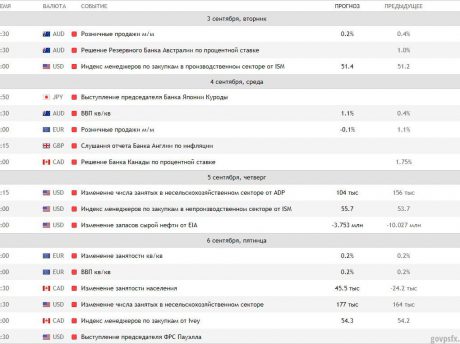 ЕМЯ ВАЛЮТА СОБЫТИЕ ПРОГНОЗ ПРЕДЫДУЩЕЕ
3 сентября, вторник
:30 AUD Розничные продажи м/м 0.2% 0.4%
:30 AUD Решение Резервного Банка Австралии по процентной ставке 1.0%
:00 USD Индекс менеджеров по закупкам в производственном секторе от ISM 51.4 51.2
4 сентября, среда
:50 JPY Выступление председателя Банка Японии Куроды
:30 AUD ВВП кв/кв 1.1% 0.4%
:00 EUR Розничные продажи м/м -0.1% 1.1%
:15 GBP Слушания отчета Банка Англии по инфляции
:00 CAD Решение Банка Канады по процентной ставке 1.75%
5 сентября, четверг
:15 USD Изменение числа занятых в несельскохозяйственном секторе от ADP 104 тыс 156 тыс
:00 USD Индекс менеджеров по закупкам в непроизводственном секторе от ISM 55.7 53.7
:00 USD Изменение запасов сырой нефти от EIA -3.753 млн -10.027 млн
6 сентября, пятница
:00 EUR Изменение занятости кв/кв 0.2% 0.2%
:00 EUR ВВП кв/кв 0.2% 0.2%
:30 CAD Изменение занятости населения 45.5 тыс -24.2 тыс
:30 USD Изменение числа занятых в несельскохозяйственном секторе 177 тыс 164 тыс
:00 CAD Индекс менеджеров по закупкам от Ivey 54.3 54.2
:30 USD Выступление председателя ФРС Пауэлла
govpsfx.